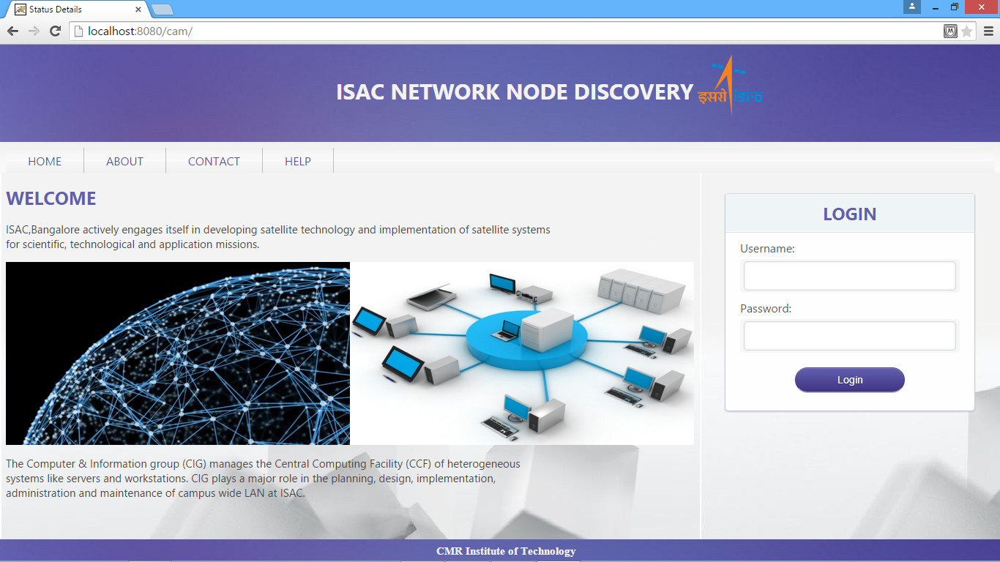 Status Details
localhost:8080/cam/
ISAC NETWORK NODE DISCOVERY
इसरो isro
HOME ABOUT CONTACT HELP
WELCOME
ISAC,Bangalore actively engages itself in developing satellite technology and implementation of satellite systems
for scientific, technological and application missions.
The Computer & Information group (CIG) manages the Central Computing Facility (CCF) of heterogeneous
systems like servers and workstations. CIG plays a major role in the planning, design, implementation,
administration and maintenance of campus wide LAN at ISAC.
LOGIN
Username:
Password:
Login
CMR Institute of Technology